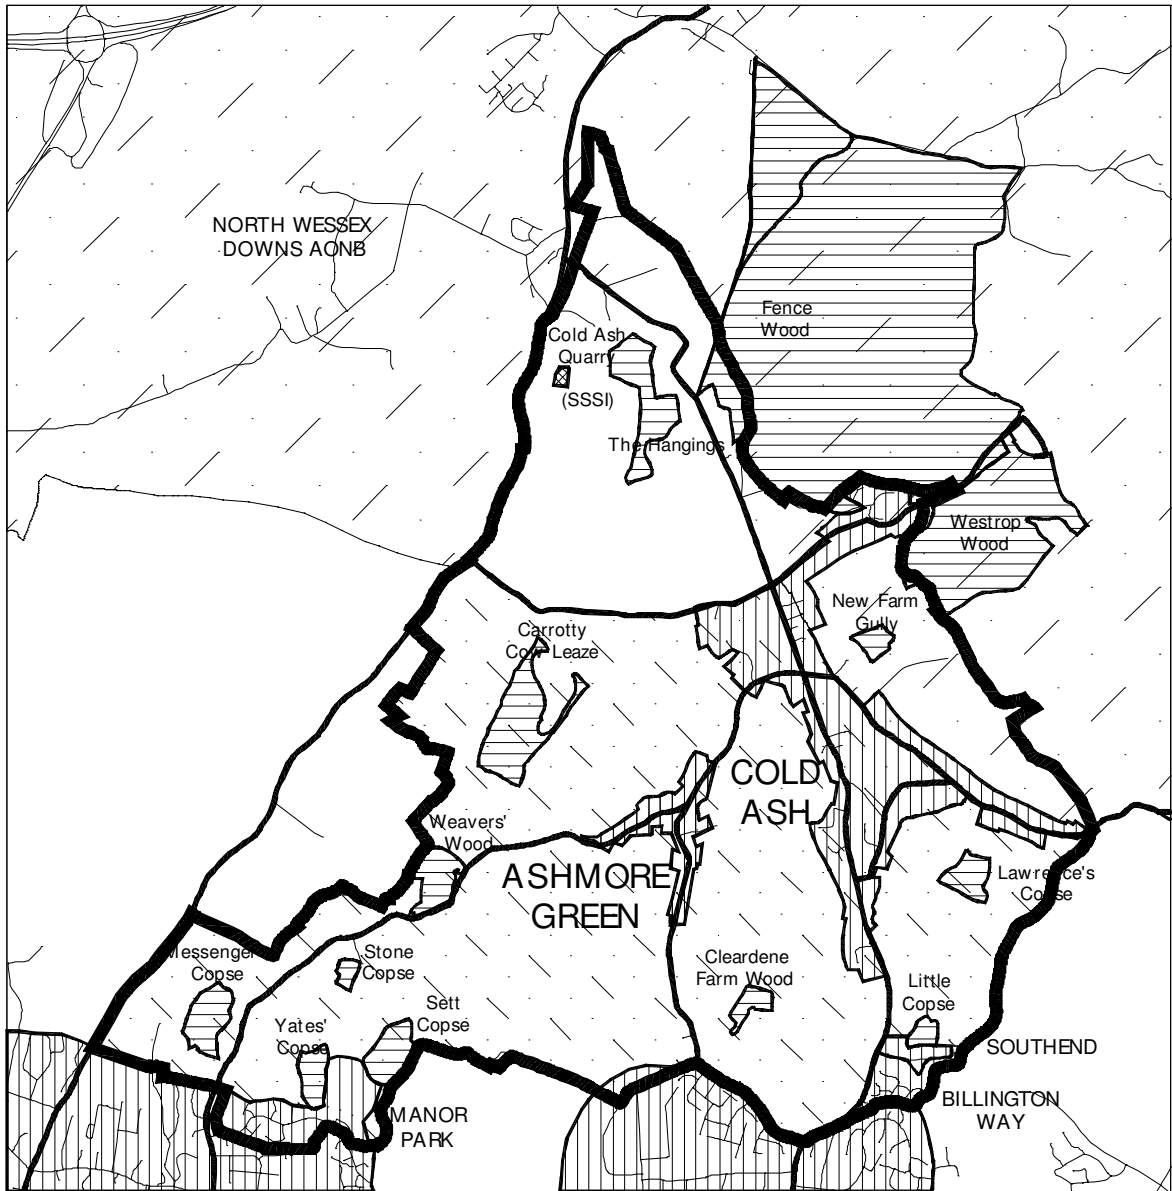 NORTH WESSEX
DOWNS AONB
Fence
Wood
Cold Ash
Quarry
(SSSI)
The Hangings
Westrop
Wood
New Farm
Gully
Carrotty
Cow Leaze
COLD
ASH
Weavers'
Wood
ASHMORE
GREEN
Lawrence's
Copse
Messenger
Copse
Stone
Copse
Cleardene
Farm Wood
Little
Copse
Sett
Copse
Yates'
Copse
SOUTHEND
BILLINGTON
WAY
MANOR
PARK